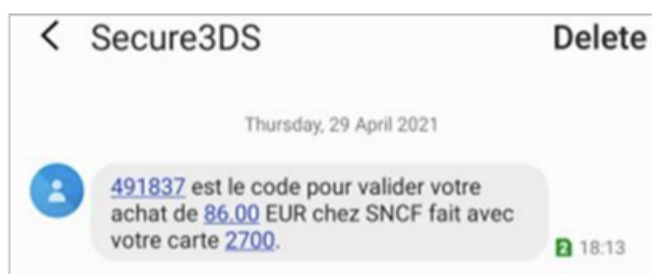 Secure3DS Delete
Thursday, 29 April 2021
491837 est le code pour valider votre
achat de 86.00 EUR chez SNCF fait avec
votre carte 2700.
2 18:13